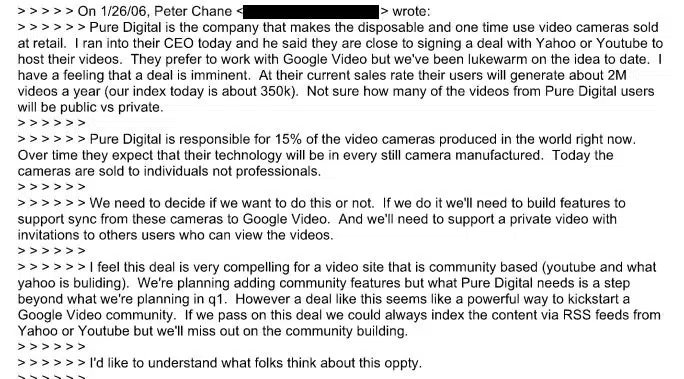 > > > > > On 1/26/06, Peter Chane < > wrote:
> > > > > > Pure Digital is the company that makes the disposable and one time use video cameras sold
at retail.  I ran into their CEO today and he said they are close to signing a deal with Yahoo or Youtube to
host their videos.  They prefer to work with Google Video but we've been lukewarm on the idea to date.  I
have a feeling that a deal is imminent.  At their current sales rate their users will generate about 2M
videos a year (our index today is about 350k).  Not sure how many of the videos from Pure Digital users
will be public vs private.
> > > > > >
> > > > > > Pure Digital is responsible for 15% of the video cameras produced in the world right now.
Over time they expect that their technology will be in every still camera manufactured.  Today the
cameras are sold to individuals not professionals.
> > > > > >
> > > > > > We need to decide if we want to do this or not.  If we do it we'll need to build features to
support sync from these cameras to Google Video.  And we'll need to support a private video with
invitations to others users who can view the videos.
> > > > > >
> > > > > > I feel this deal is very compelling for a video site that is community based (youtube and what
yahoo is buliding).  We're planning adding community features but what Pure Digital needs is a step
beyond what we're planning in q1.  However a deal like this seems like a powerful way to kickstart a
Google Video community.  If we pass on this deal we could always index the content via RSS feeds from
Yahoo or Youtube but we'll miss out on the community building.
> > > > > >
> > > > > > I'd like to understand what folks think about this oppty.
> > > > > >